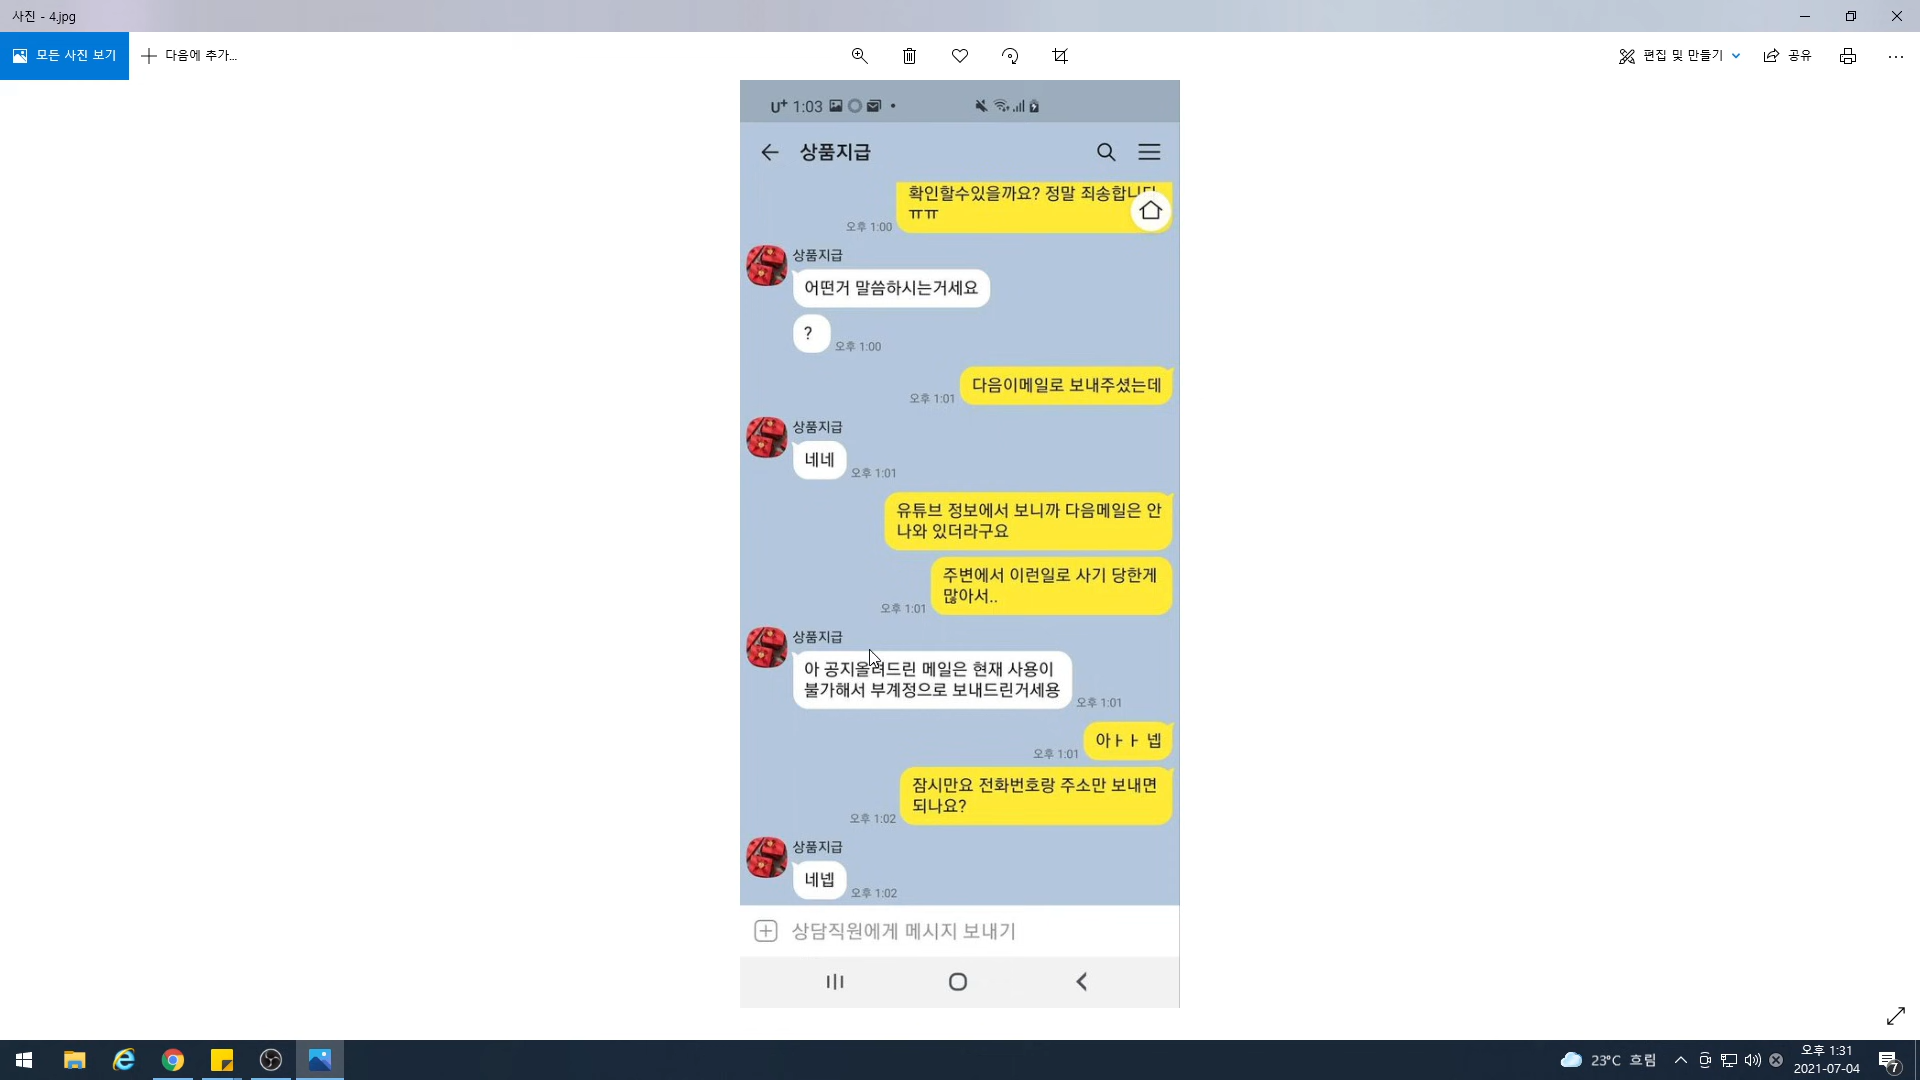 사진 - 4.jpg
모든 사진 보기
다음에 추가...
편집 및 만들기
공유
U+ 1:03
상품지급
확인할수있을까요? 정말 죄송합니다
ㅠㅠ
오후 1:00
상품지급
어떤거 말씀하시는거세요
?
오후 1:00
다음이메일로 보내주셨는데
오후 1:01
상품지급
네네
오후 1:01
유튜브 정보에서 보니까 다음메일은 안
나와 있더라구요
주변에서 이런일로 사기 당한게
많아서..
오후 1:01
상품지급
아 공지올려드린 메일은 현재 사용이
불가해서 부계정으로 보내드린거세용
오후 1:01
아ㅏㅏ 넵
오후 1:01
잠시만요 전화번호랑 주소만 보내면
되나요?
오후 1:02
상품지급
네넵
오후 1:02
상담직원에게 메시지 보내기
23°C 흐림
오후 1:31
2021-07-04
7